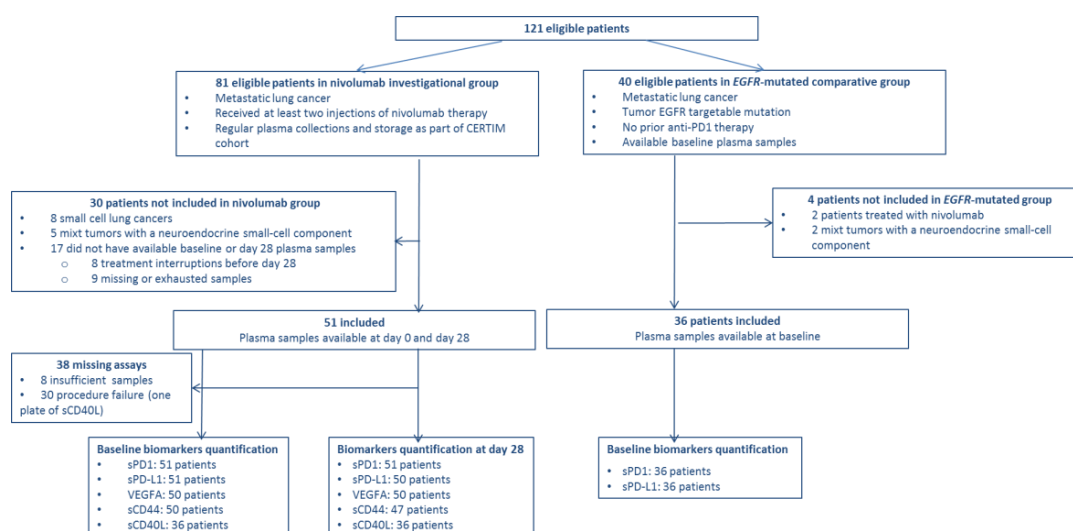 121 eligible patients
81 eligible patients in nivolumab investigational group
• Metastatic lung cancer
• Received at least two injections of nivolumab therapy
• Regular plasma collections and storage as part of CERTIM
cohort
40 eligible patients in EGFR-mutated comparative group
• Metastatic lung cancer
• Tumor EGFR targetable mutation
• No prior anti-PD1 therapy
• Available baseline plasma samples
30 patients not included in nivolumab group
• 8 small cell lung cancers
• 5 mixt tumors with a neuroendocrine small-cell component
• 17 did not have available baseline or day 28 plasma samples
o 8 treatment interruptions before day 28
o 9 missing or exhausted samples
4 patients not included in EGFR-mutated group
• 2 patients treated with nivolumab
• 2 mixt tumors with a neuroendocrine small-cell
component
51 included
Plasma samples available at day 0 and day 28
36 patients included
Plasma samples available at baseline
38 missing assays
• 8 insufficient samples
• 30 procedure failure (one
plate of sCD40L)
Baseline biomarkers quantification
• sPD1: 51 patients
• sPD-L1: 51 patients
• VEGFA: 50 patients
• sCD44: 50 patients
• sCD40L: 36 patients
Biomarkers quantification at day 28
• sPD1: 51 patients
• sPD-L1: 50 patients
• VEGFA: 50 patients
• sCD44: 47 patients
• sCD40L: 36 patients
Baseline biomarkers quantification
• sPD1: 36 patients
• sPD-L1: 36 patients